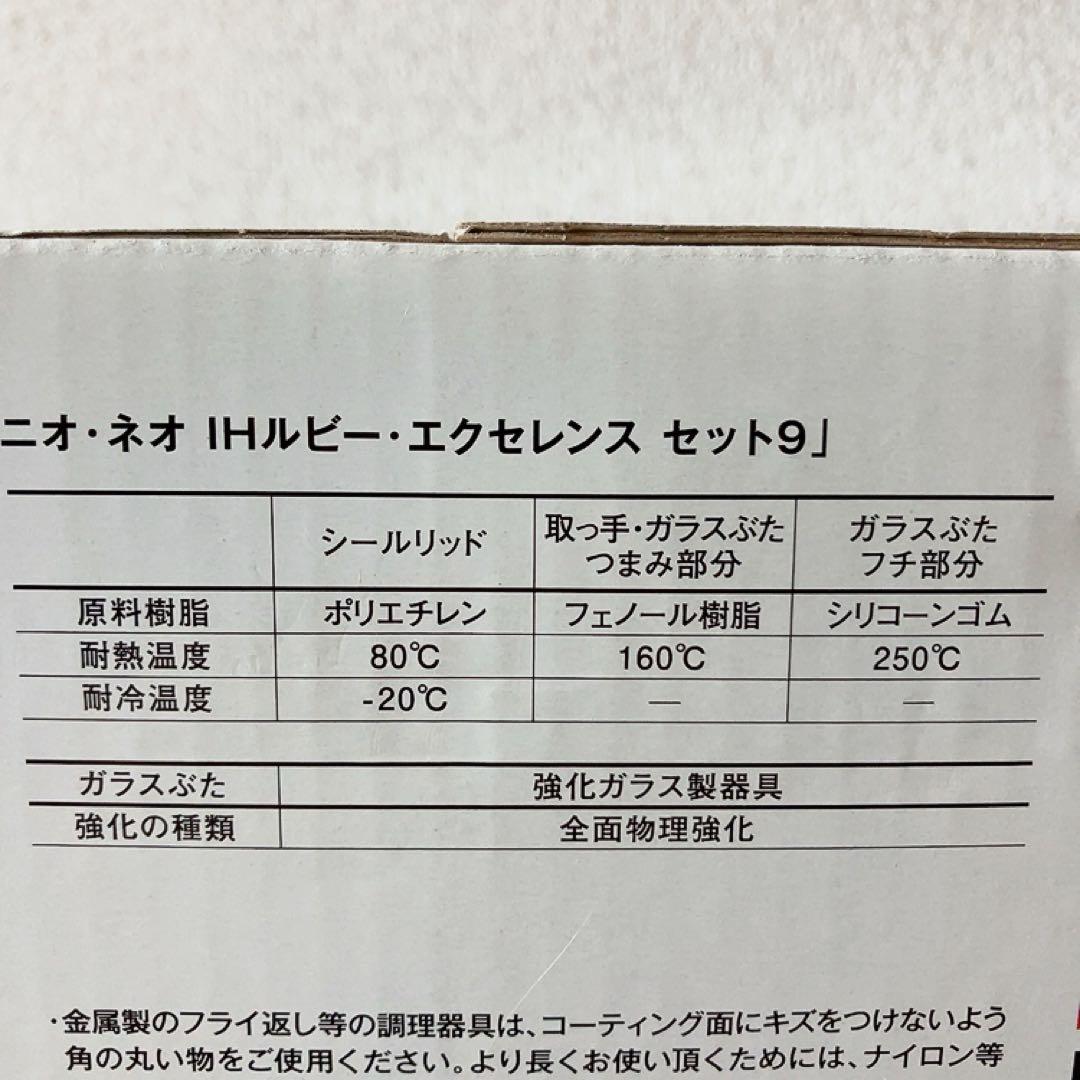 ニオ・ネオ IHルビー・エクセレンス セット9」
シールリッド
取っ手・ガラスぶた
つまみ部分
ガラスぶた
フチ部分
原料樹脂 ポリエチレン フェノール樹脂 シリコーンゴム
耐熱温度 80℃ 160℃ 250℃
耐冷温度 -20℃ — —
ガラスぶた 強化ガラス製器具
強化の種類 全面物理強化
・金属製のフライ返し等の調理器具は、コーティング面にキズをつけないよう
角の丸い物をご使用ください。より長くお使い頂くためには、ナイロン等